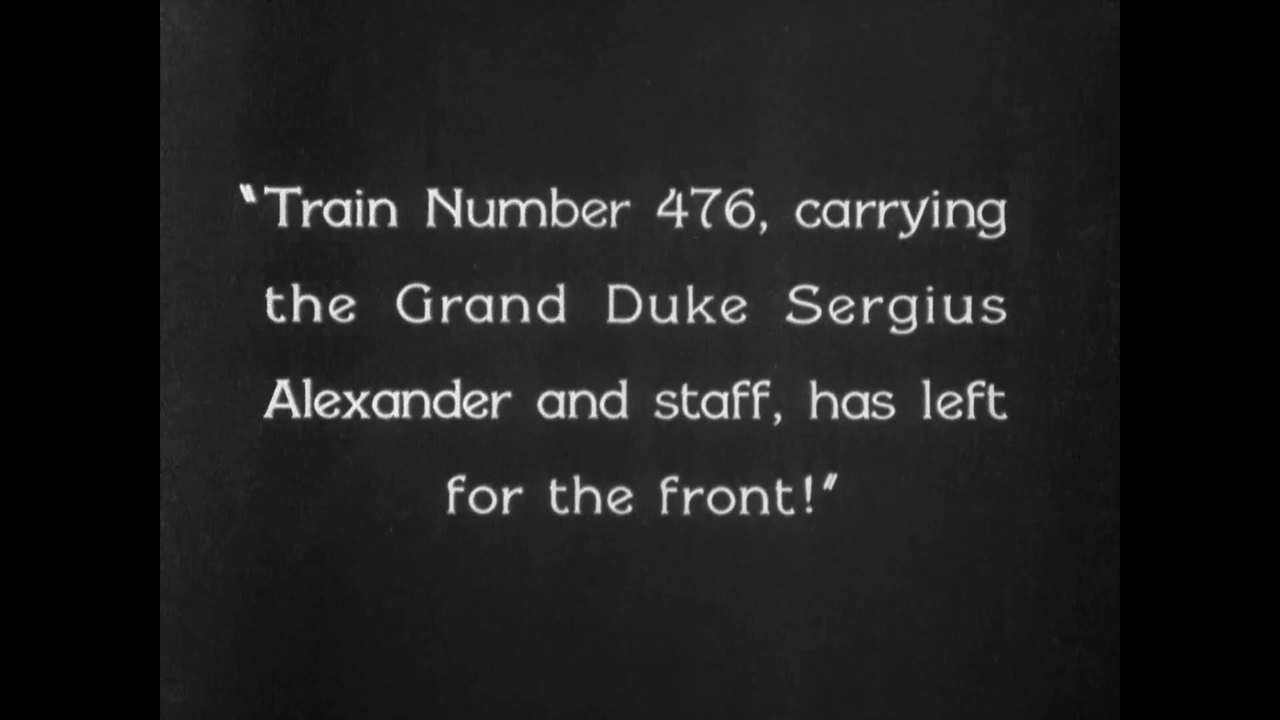 "Train Number 476, carrying
the Grand Duke Sergius
Alexander and staff, has left
for the front!"